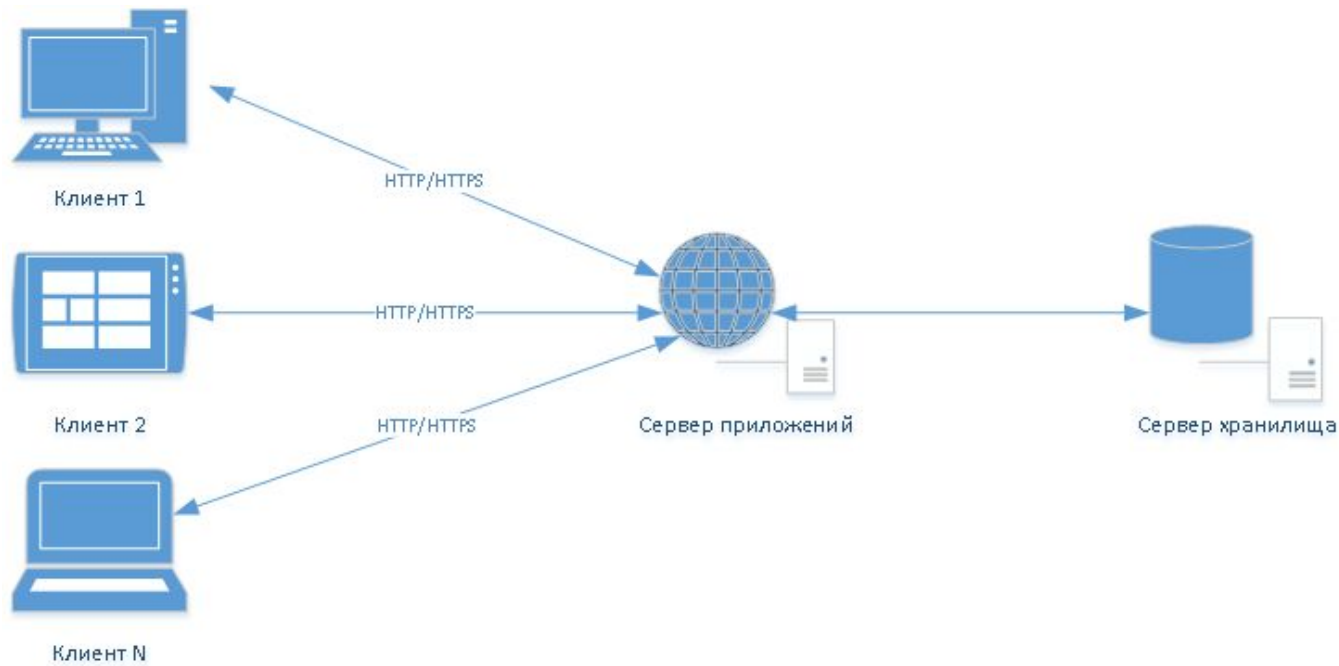 Клиент 1
HTTP/HTTPS
Клиент 2
HTTP/HTTPS
Клиент N
HTTP/HTTPS
Сервер приложений
Сервер хранилища